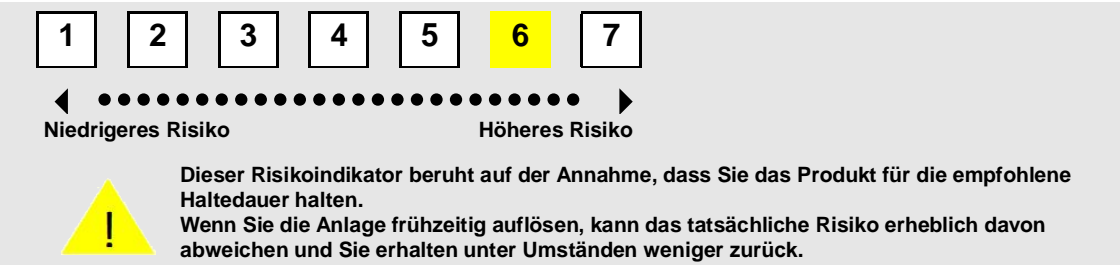 1 2 3 4 5 6 7
Niedrigeres Risiko Höheres Risiko
Dieser Risikoindikator beruht auf der Annahme, dass Sie das Produkt für die empfohlene
Haltedauer halten.
Wenn Sie die Anlage frühzeitig auflösen, kann das tatsächliche Risiko erheblich davon
abweichen und Sie erhalten unter Umständen weniger zurück.
!